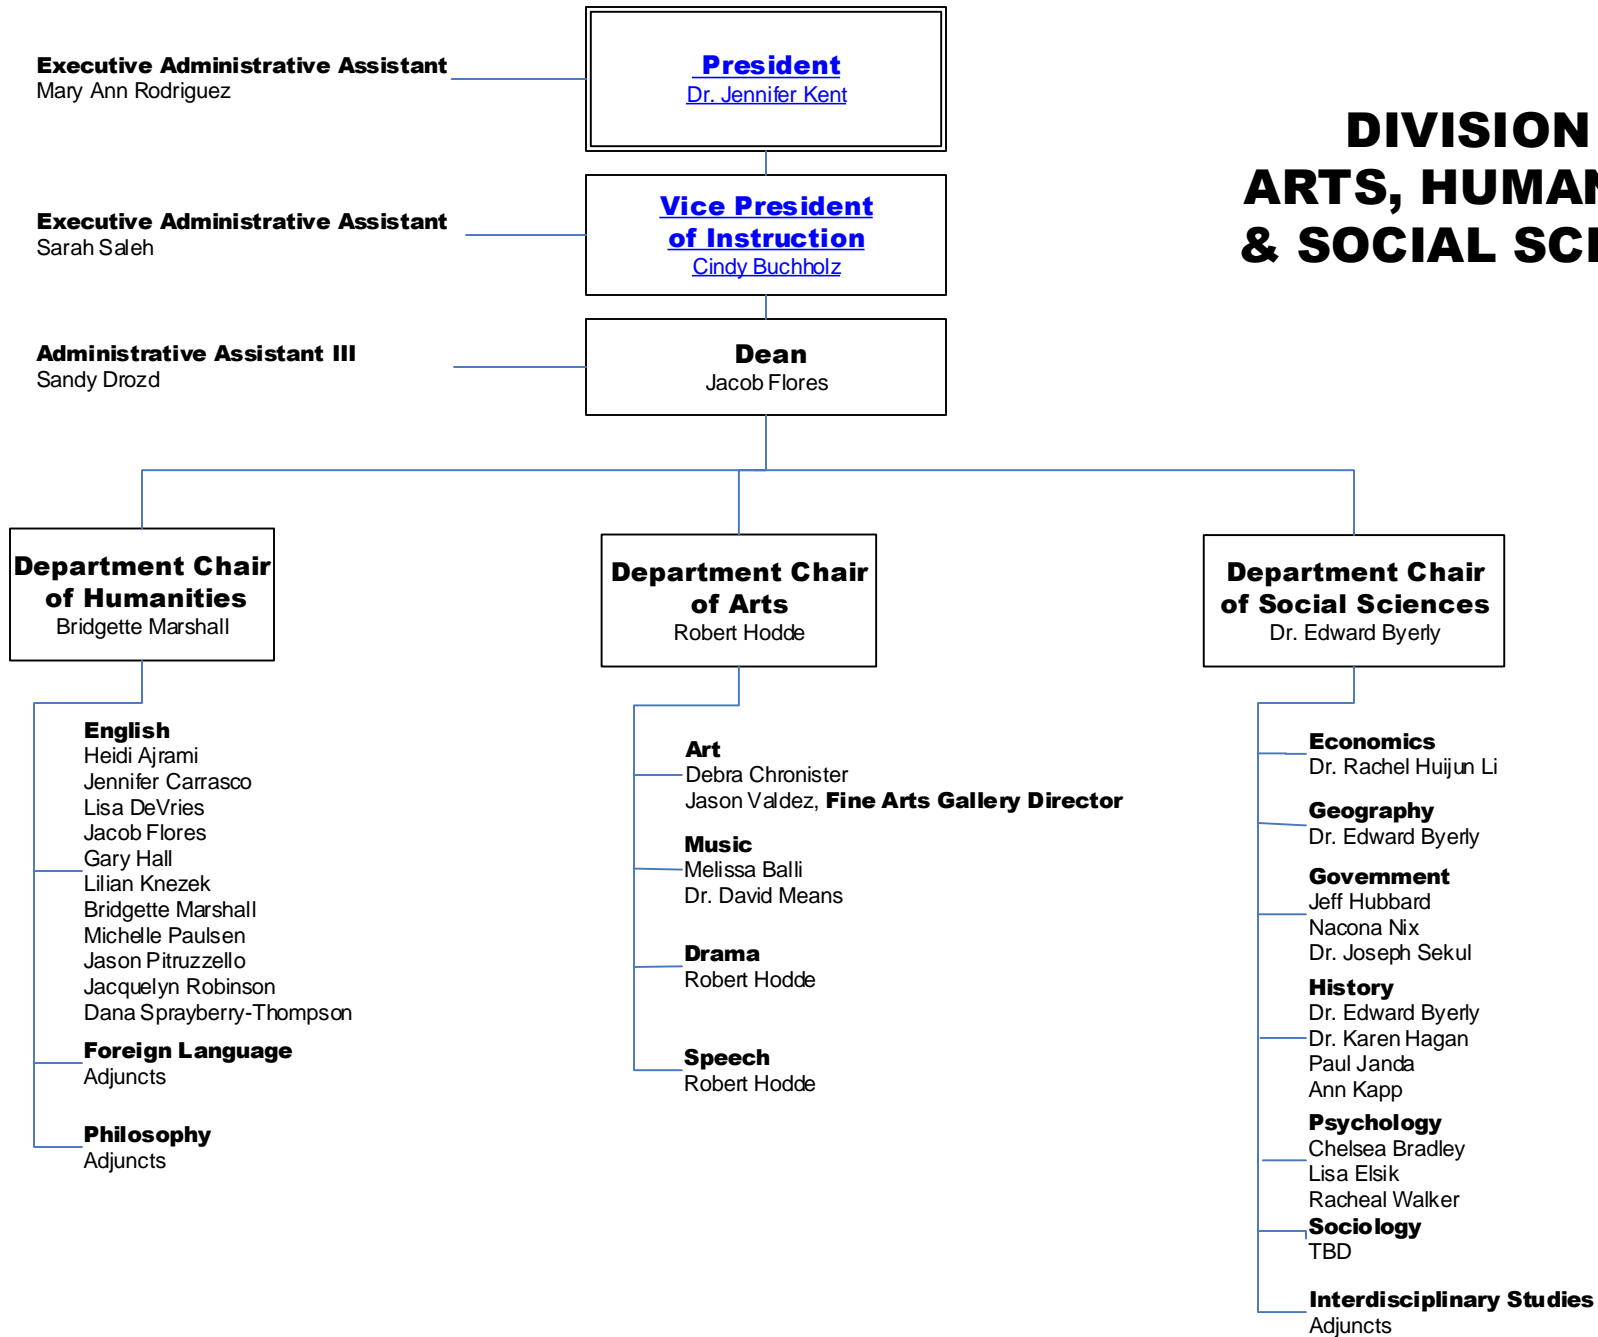 Executive Administrative Assistant
Mary Ann Rodriguez
President
Dr. Jennifer Kent
DIVISION
ARTS, HUMAN
& SOCIAL SCI
Executive Administrative Assistant
Sarah Saleh
Vice President
of Instruction
Cindy Buchholz
Administrative Assistant III
Sandy Drozd
Dean
Jacob Flores
Department Chair
of Humanities
Bridgette Marshall
English
Heidi Ajrami
Jennifer Carrasco
Lisa DeVries
Jacob Flores
Gary Hall
Lilian Knezek
Bridgette Marshall
Michelle Paulsen
Jason Pitruzzello
Jacquelyn Robinson
Dana Sprayberry-Thompson
Foreign Language
Adjuncts
Philosophy
Adjuncts
Department Chair
of Arts
Robert Hodde
Art
Debra Chronister
Jason Valdez, Fine Arts Gallery Director
Music
Melissa Balli
Dr. David Means
Drama
Robert Hodde
Speech
Robert Hodde
Department Chair
of Social Sciences
Dr. Edward Byerly
Economics
Dr. Rachel Huijun Li
Geography
Dr. Edward Byerly
Government
Jeff Hubbard
Nacona Nix
Dr. Joseph Sekul
History
Dr. Edward Byerly
Dr. Karen Hagan
Paul Janda
Ann Kapp
Psychology
Chelsea Bradley
Lisa Elsik
Racheal Walker
Sociology
TBD
Interdisciplinary Studies
Adjuncts